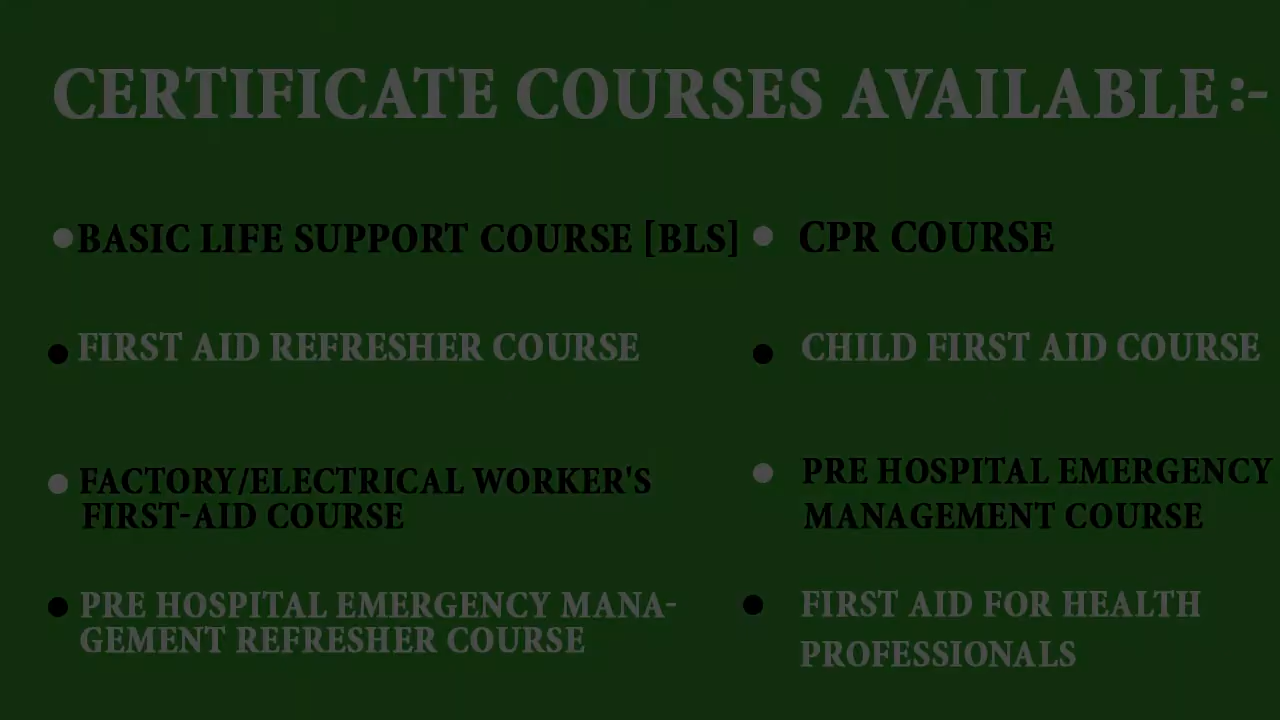 CERTIFICATE COURSES AVAILABLE :-
BASIC LIFE SUPPORT COURSE [BLS]
CPR COURSE
FIRST AID REFRESHER COURSE
CHILD FIRST AID COURSE
FACTORY/ELECTRICAL WORKER'S
FIRST-AID COURSE
PRE HOSPITAL EMERGENCY
MANAGEMENT COURSE
PRE HOSPITAL EMERGENCY MANA-
GEMENT REFRESHER COURSE
FIRST AID FOR HEALTH
PROFESSIONALS